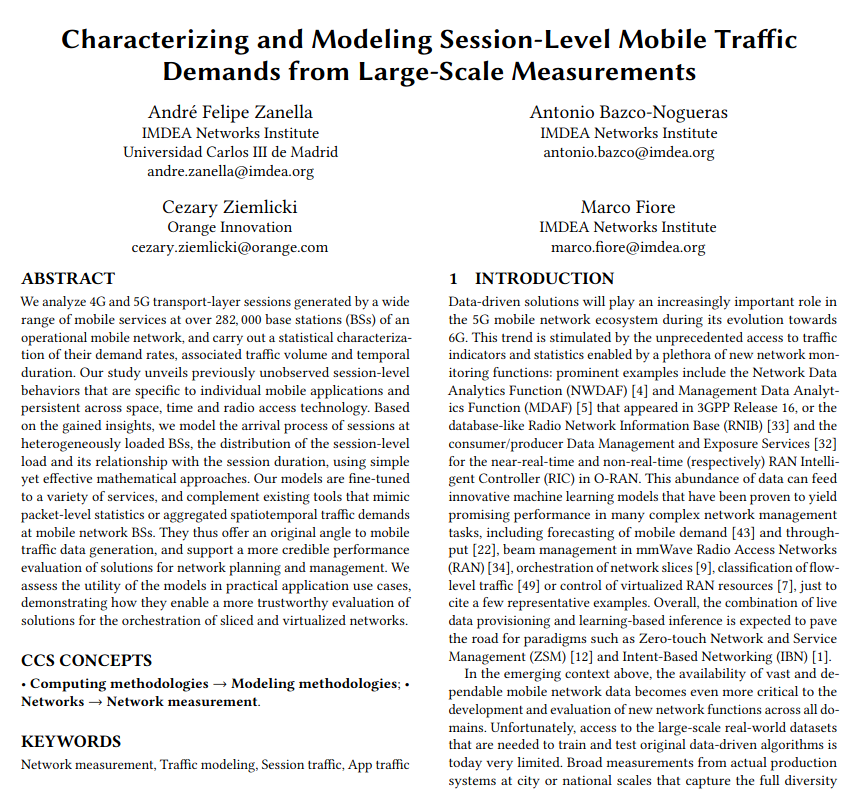 Characterizing and Modeling Session-Level Mobile Traffic
Demands from Large-Scale Measurements
André Felipe Zanella
IMDEA Networks Institute
Universidad Carlos III de Madrid
andre.zanella@imdea.org
Antonio Bazco-Nogueras
IMDEA Networks Institute
antonio.bazco@imdea.org
Cezary Ziemlicki
Orange Innovation
cezary.ziemlicki@orange.com
Marco Fiore
IMDEA Networks Institute
marco.fiore@imdea.org
ABSTRACT
We analyze 4G and 5G transport-layer sessions generated by a wide
range of mobile services at over 282, 000 base stations (BSs) of an
operational mobile network, and carry out a statistical characteriza-
tion of their demand rates, associated traffic volume and temporal
duration. Our study unveils previously unobserved session-level
behaviors that are specific to individual mobile applications and
persistent across space, time and radio access technology. Based
on the gained insights, we model the arrival process of sessions at
heterogeneously loaded BSs, the distribution of the session-level
load and its relationship with the session duration, using simple
yet effective mathematical approaches. Our models are fine-tuned
to a variety of services, and complement existing tools that mimic
packet-level statistics or aggregated spatiotemporal traffic demands
at mobile network BSs. They thus offer an original angle to mobile
traffic data generation, and support a more credible performance
evaluation of solutions for network planning and management. We
assess the utility of the models in practical application use cases,
demonstrating how they enable a more trustworthy evaluation of
solutions for the orchestration of sliced and virtualized networks.
CCS CONCEPTS
• Computing methodologies → Modeling methodologies; •
Networks → Network measurement.
KEYWORDS
Network measurement, Traffic modeling, Session traffic, App traffic
1 INTRODUCTION
Data-driven solutions will play an increasingly important role in
the 5G mobile network ecosystem during its evolution towards
6G. This trend is stimulated by the unprecedented access to traffic
indicators and statistics enabled by a plethora of new network mon-
itoring functions: prominent examples include the Network Data
Analytics Function (NWDAF) [4] and Management Data Analyt-
ics Function (MDAF) [5] that appeared in 3GPP Release 16, or the
database-like Radio Network Information Base (RNIB) [33] and the
consumer/producer Data Management and Exposure Services [32]
for the near-real-time and non-real-time (respectively) RAN Intelli-
gent Controller (RIC) in O-RAN. This abundance of data can feed
innovative machine learning models that have been proven to yield
promising performance in many complex network management
tasks, including forecasting of mobile demand [43] and through-
put [22], beam management in mmWave Radio Access Networks
(RAN) [34], orchestration of network slices [9], classification of flow-
level traffic [49] or control of virtualized RAN resources [7], just to
cite a few representative examples. Overall, the combination of live
data provisioning and learning-based inference is expected to pave
the road for paradigms such as Zero-touch Network and Service
Management (ZSM) [12] and Intent-Based Networking (IBN) [1].
In the emerging context above, the availability of vast and de-
pendable mobile network data becomes even more critical to the
development and evaluation of new network functions across all do-
mains. Unfortunately, access to the large-scale real-world datasets
that are needed to train and test original data-driven algorithms is
today very limited. Broad measurements from actual production
systems at city or national scales that capture the full diversity